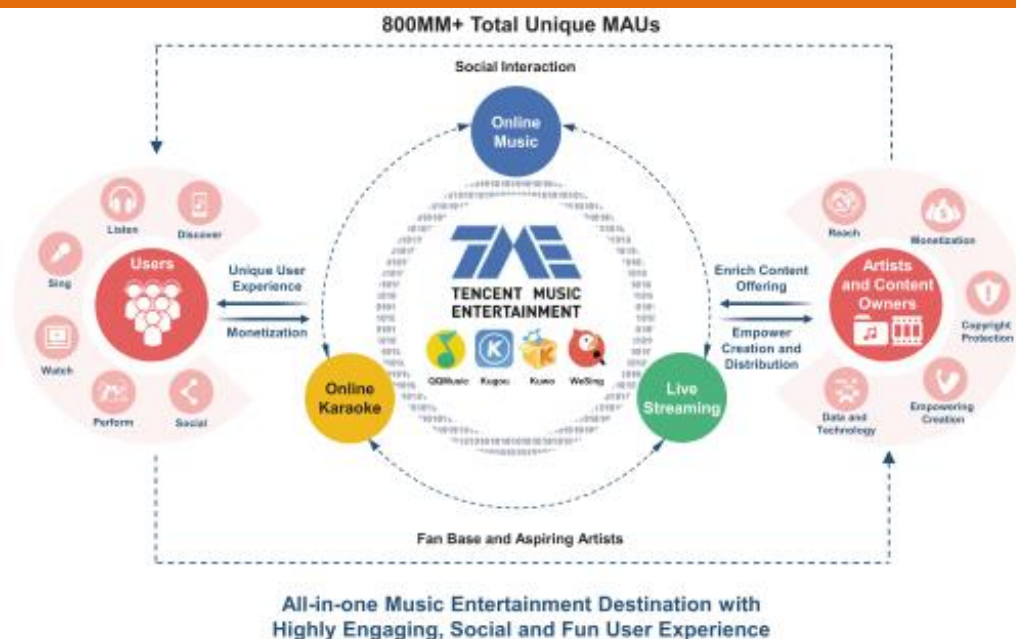 800MM+ Total Unique MAUs
Social Interaction
Online
Music
Listen
Discover
Sing
Users
Watch
Perform
Social
Unique User
Experience
Monetization
TENCENT MUSIC
ENTERTAINMENT
QQMusic
Kugou
Kuwo
WeSing
Online
Karaoke
Live
Streaming
Enrich Content
Offering
Empower
Creation and
Distribution
Reach
Monetization
Artists
and Content
Owners
Copyright
Protection
Data and
Technology
Empowering
Creation
Fan Base and Aspiring Artists
All-in-one Music Entertainment Destination with
Highly Engaging, Social and Fun User Experience